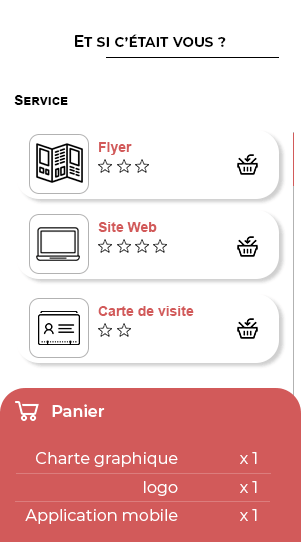 Et si c’était vous ?
Service
Flyer
Site Web
Carte de visite
Panier
Charte graphique x 1
logo x 1
Application mobile x 1